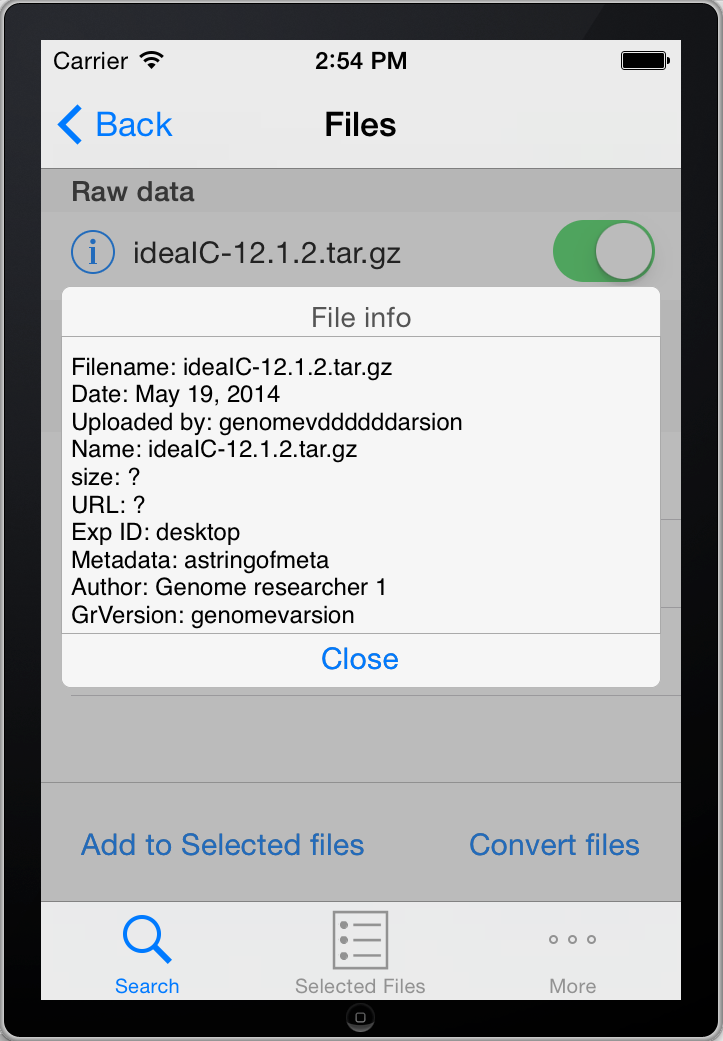 Carrier 2:54 PM
Back Files
Raw data
i ideaIC-12.1.2.tar.gz
File info
Filename: ideaIC-12.1.2.tar.gz
Date: May 19, 2014
Uploaded by: genomevddddddarsion
Name: ideaIC-12.1.2.tar.gz
size: ?
URL: ?
Exp ID: desktop
Metadata: astringofmeta
Author: Genome researcher 1
GrVersion: genomevarsion
Close
Add to Selected files Convert files
Search Selected Files More